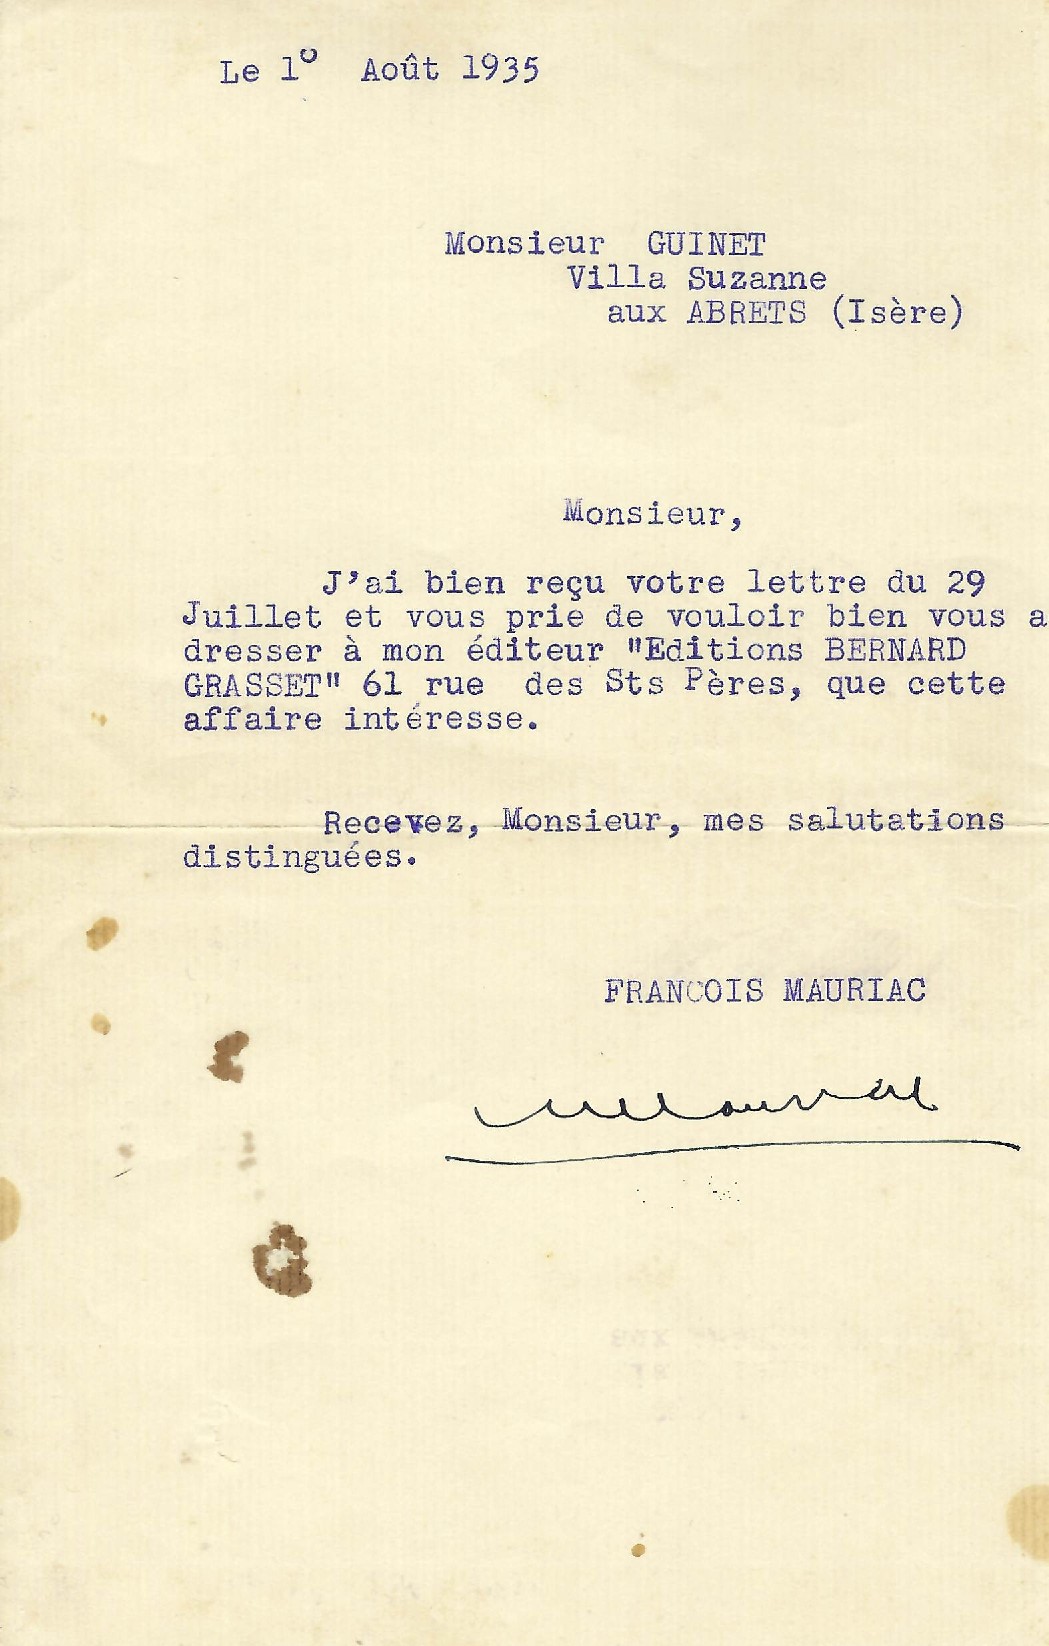 Le 1° Août 1935
Monsieur GUINET
Villa Suzanne
aux ABRETS (Isère)
Monsieur,
J'ai bien reçu votre lettre du 29
Juillet et vous prie de vouloir bien vous a
dresser à mon éditeur "Editions BERNARD
GRASSET" 61 rue des Sts Pères, que cette
affaire intéresse.
Recevez, Monsieur, mes salutations
distinguées.
FRANCOIS MAURIAC